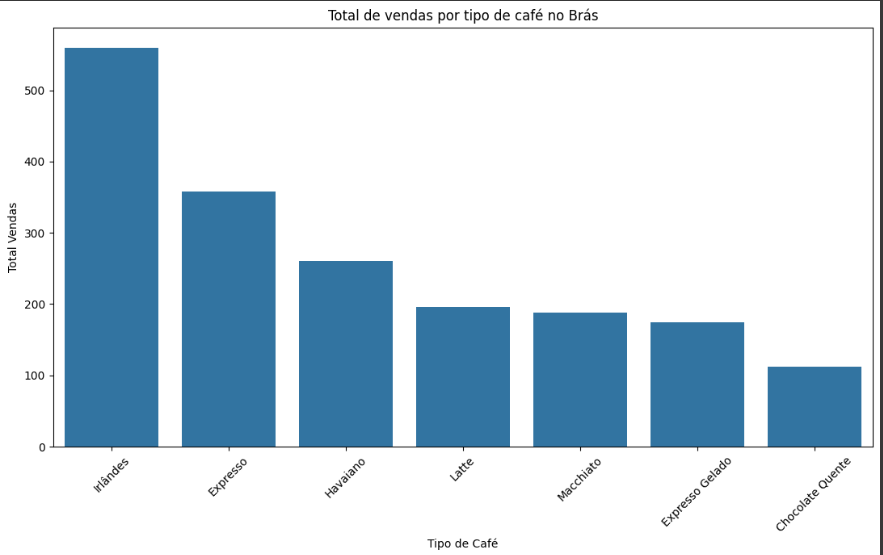 Total de vendas por tipo de café no Brás
Total Vendas
500
400
300
200
100
0
Irlândes
Expresso
Havaiano
Latte
Macchiato
Expresso Gelado
Chocolate Quente
Tipo de Café